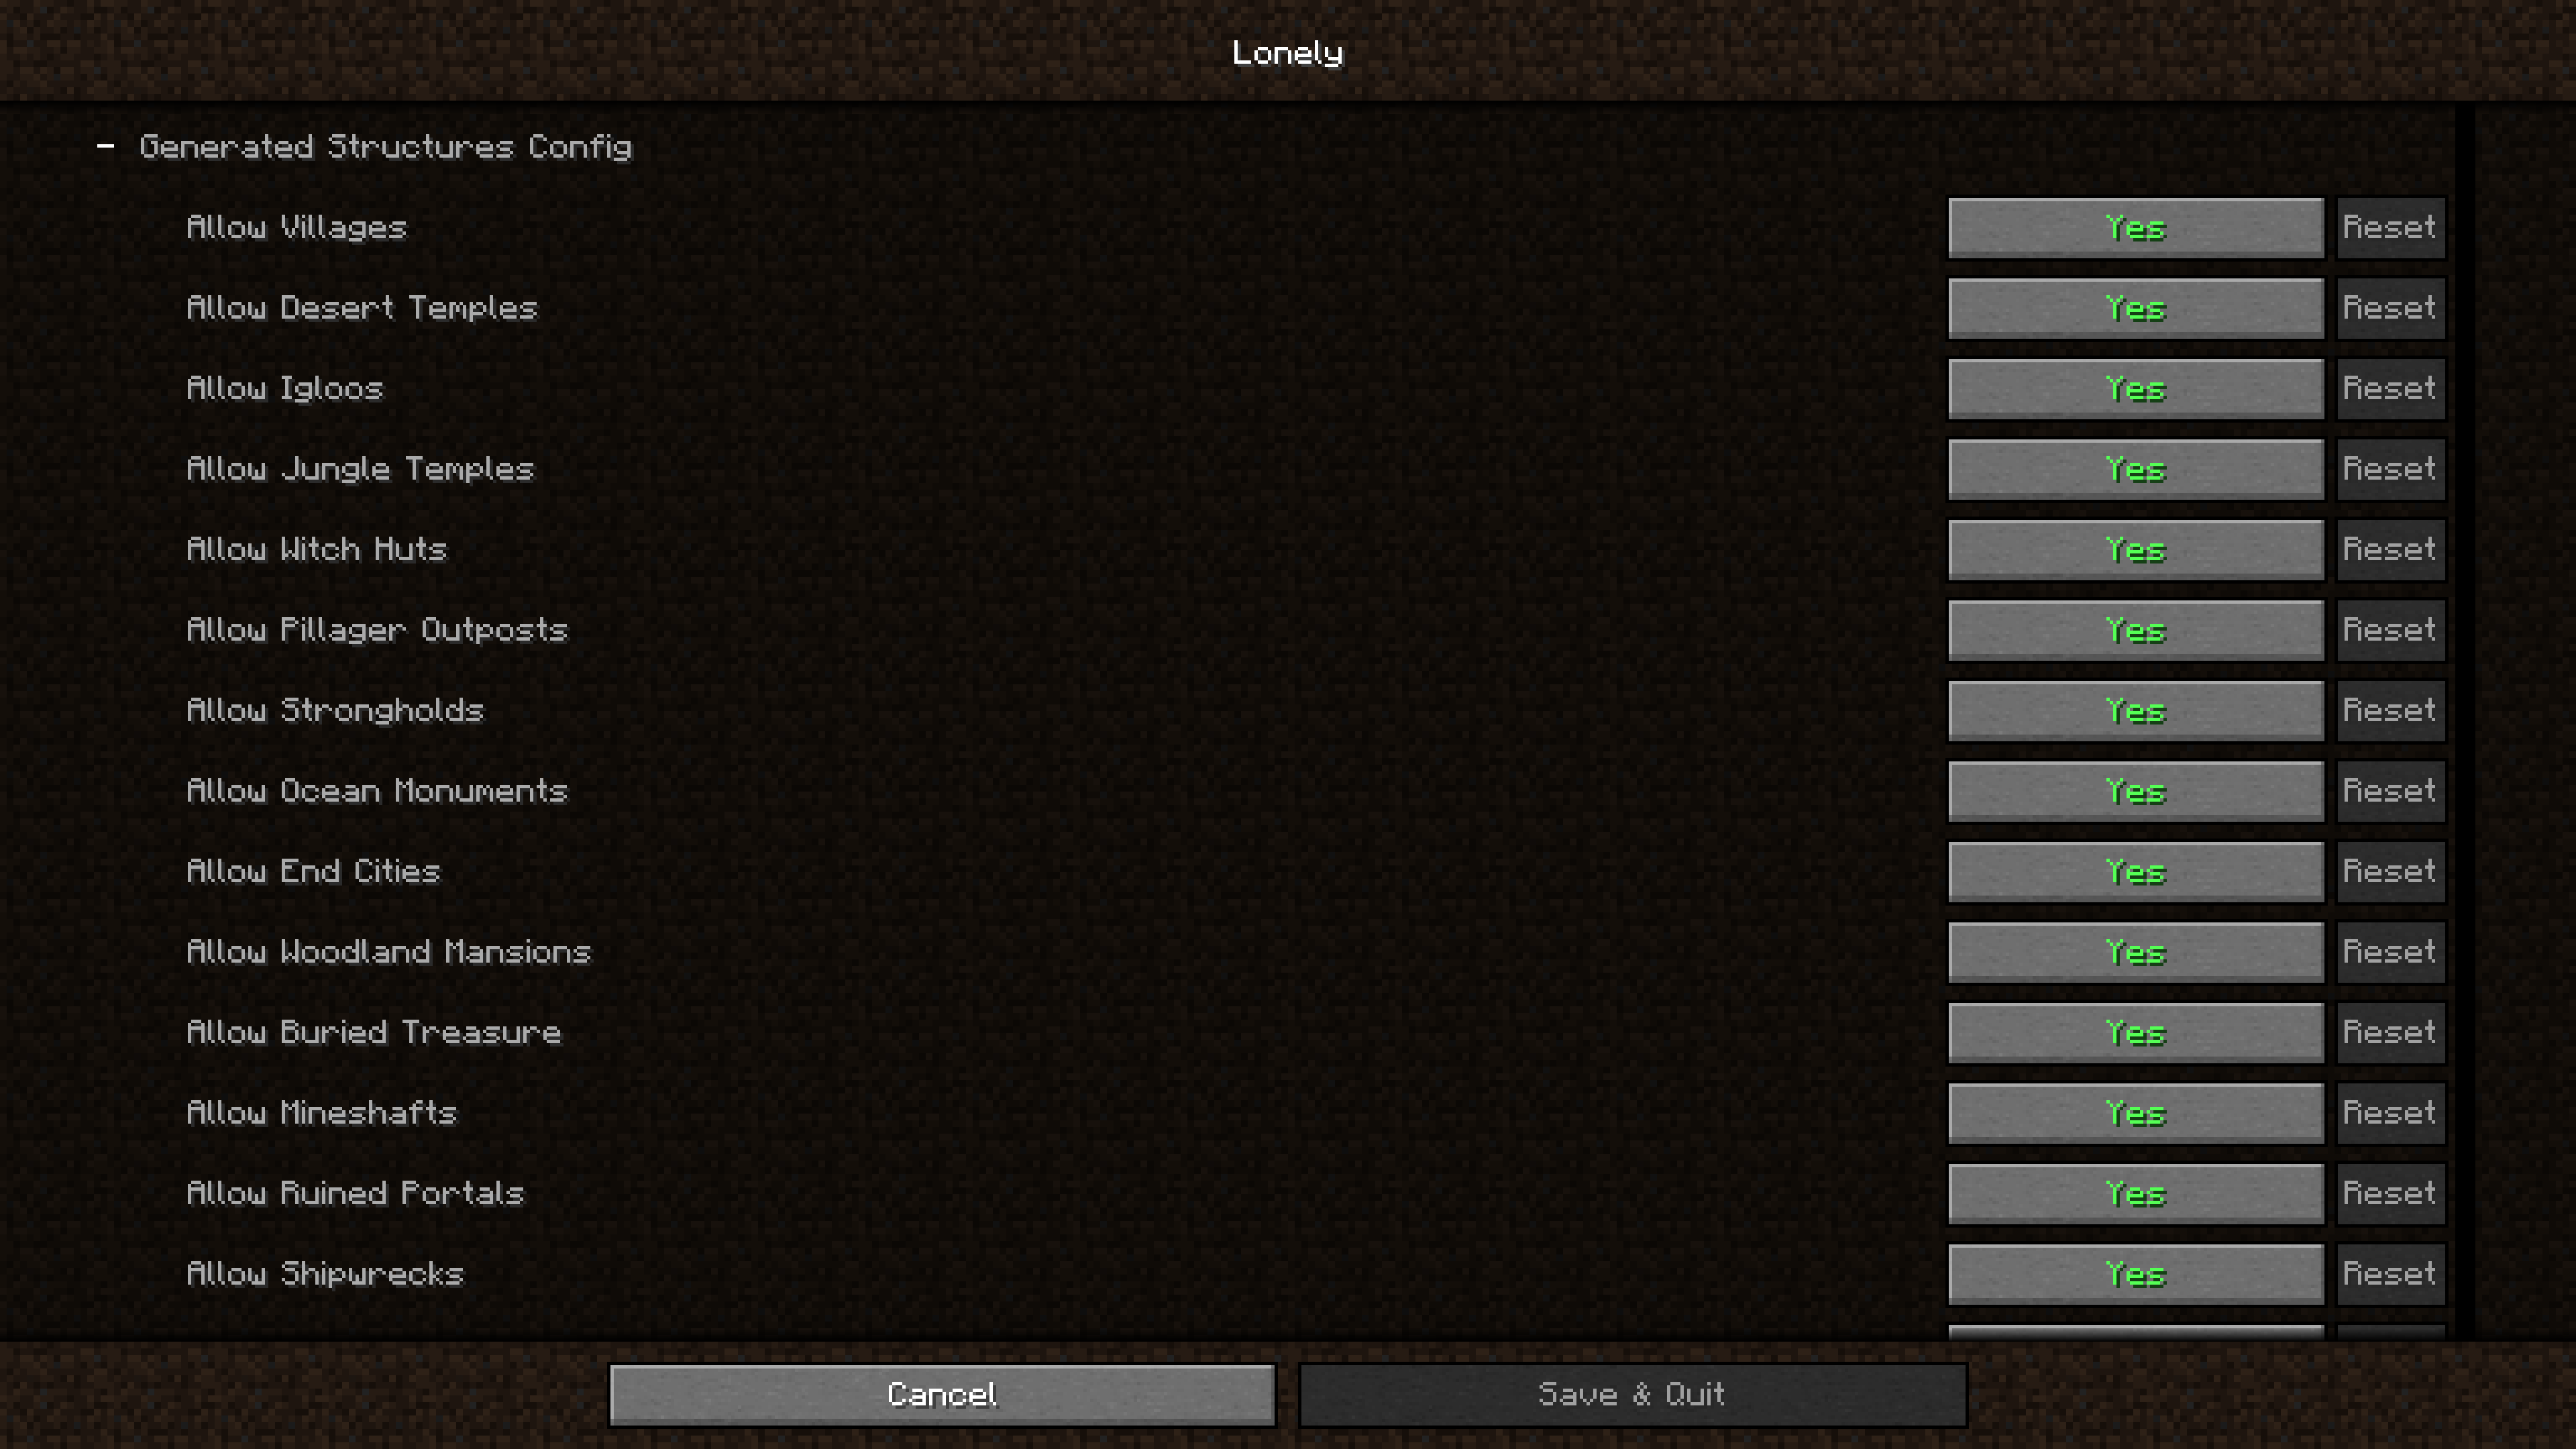 Lonely
- Generated Structures Config
Allow Villages Yes Reset
Allow Desert Temples Yes Reset
Allow Igloos Yes Reset
Allow Jungle Temples Yes Reset
Allow Witch Huts Yes Reset
Allow Pillager Outposts Yes Reset
Allow Strongholds Yes Reset
Allow Ocean Monuments Yes Reset
Allow End Cities Yes Reset
Allow Woodland Mansions Yes Reset
Allow Buried Treasure Yes Reset
Allow Mineshafts Yes Reset
Allow Ruined Portals Yes Reset
Allow Shipwrecks Yes Reset
Cancel Save & Quit